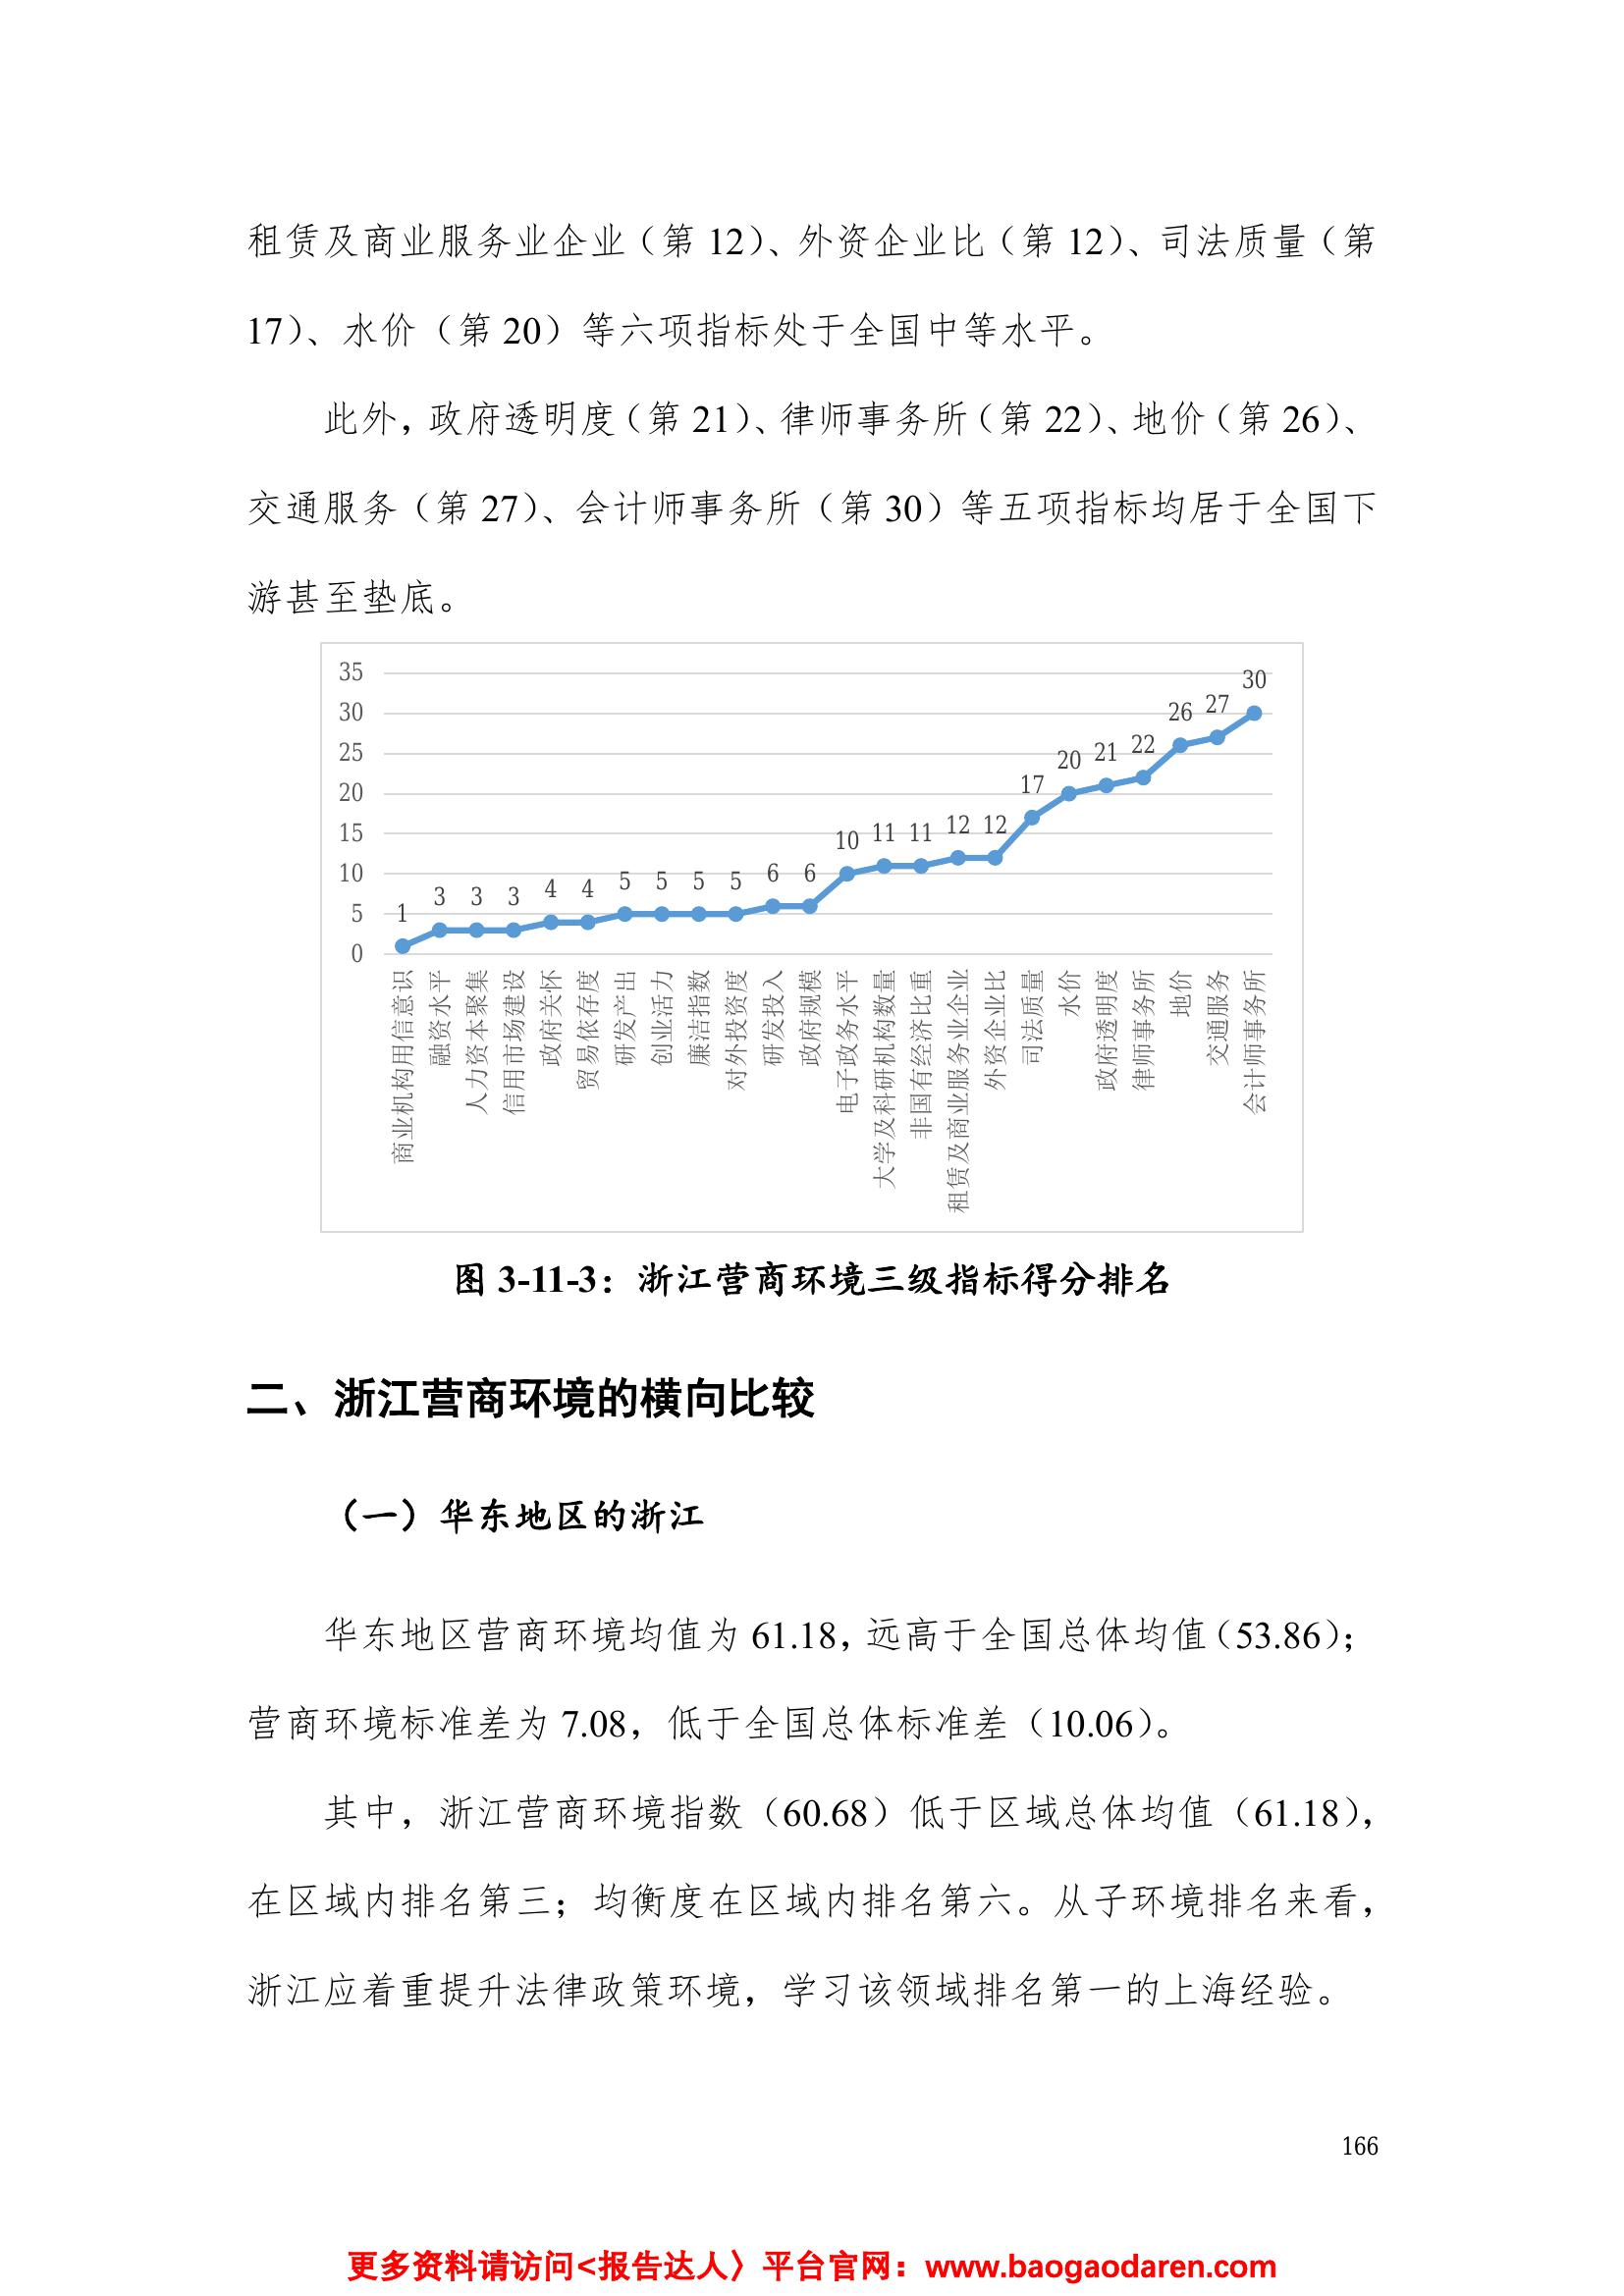 租赁及商业服务业企业（第 12）、外资企业比（第 12）、司法质量（第
17）、水价（第 20）等六项指标处于全国中等水平。
此外，政府透明度（第 21）、律师事务所（第 22）、地价（第 26）、
交通服务（第 27）、会计师事务所（第 30）等五项指标均居于全国下
游甚至垫底。
35
30
25
20
15
10
5
0
1 3 3 3 4 4 5 5 5 5 6 6 10 11 11 12 12 17 20 21 22 26 27 30
商业机构用信意识
融资水平
人力资本聚集
信用市场建设
政府关怀
贸易依存度
研发产出
创业活力
廉洁指数
对外投资度
研发投入
政府规模
电子政务水平
大学及科研机构数量
非国有经济比重
租赁及商业服务业企业
外资企业比
司法质量
水价
政府透明度
律师事务所
地价
交通服务
会计师事务所
图 3-11-3：浙江营商环境三级指标得分排名
二、浙江营商环境的横向比较
（一）华东地区的浙江
华东地区营商环境均值为 61.18，远高于全国总体均值（53.86）；
营商环境标准差为 7.08，低于全国总体标准差（10.06）。
其中，浙江营商环境指数（60.68）低于区域总体均值（61.18），
在区域内排名第三；均衡度在区域内排名第六。从子环境排名来看，
浙江应着重提升法律政策环境，学习该领域排名第一的上海经验。
166
更多资料请访问<报告达人〉平台官网：www.baogaodaren.com